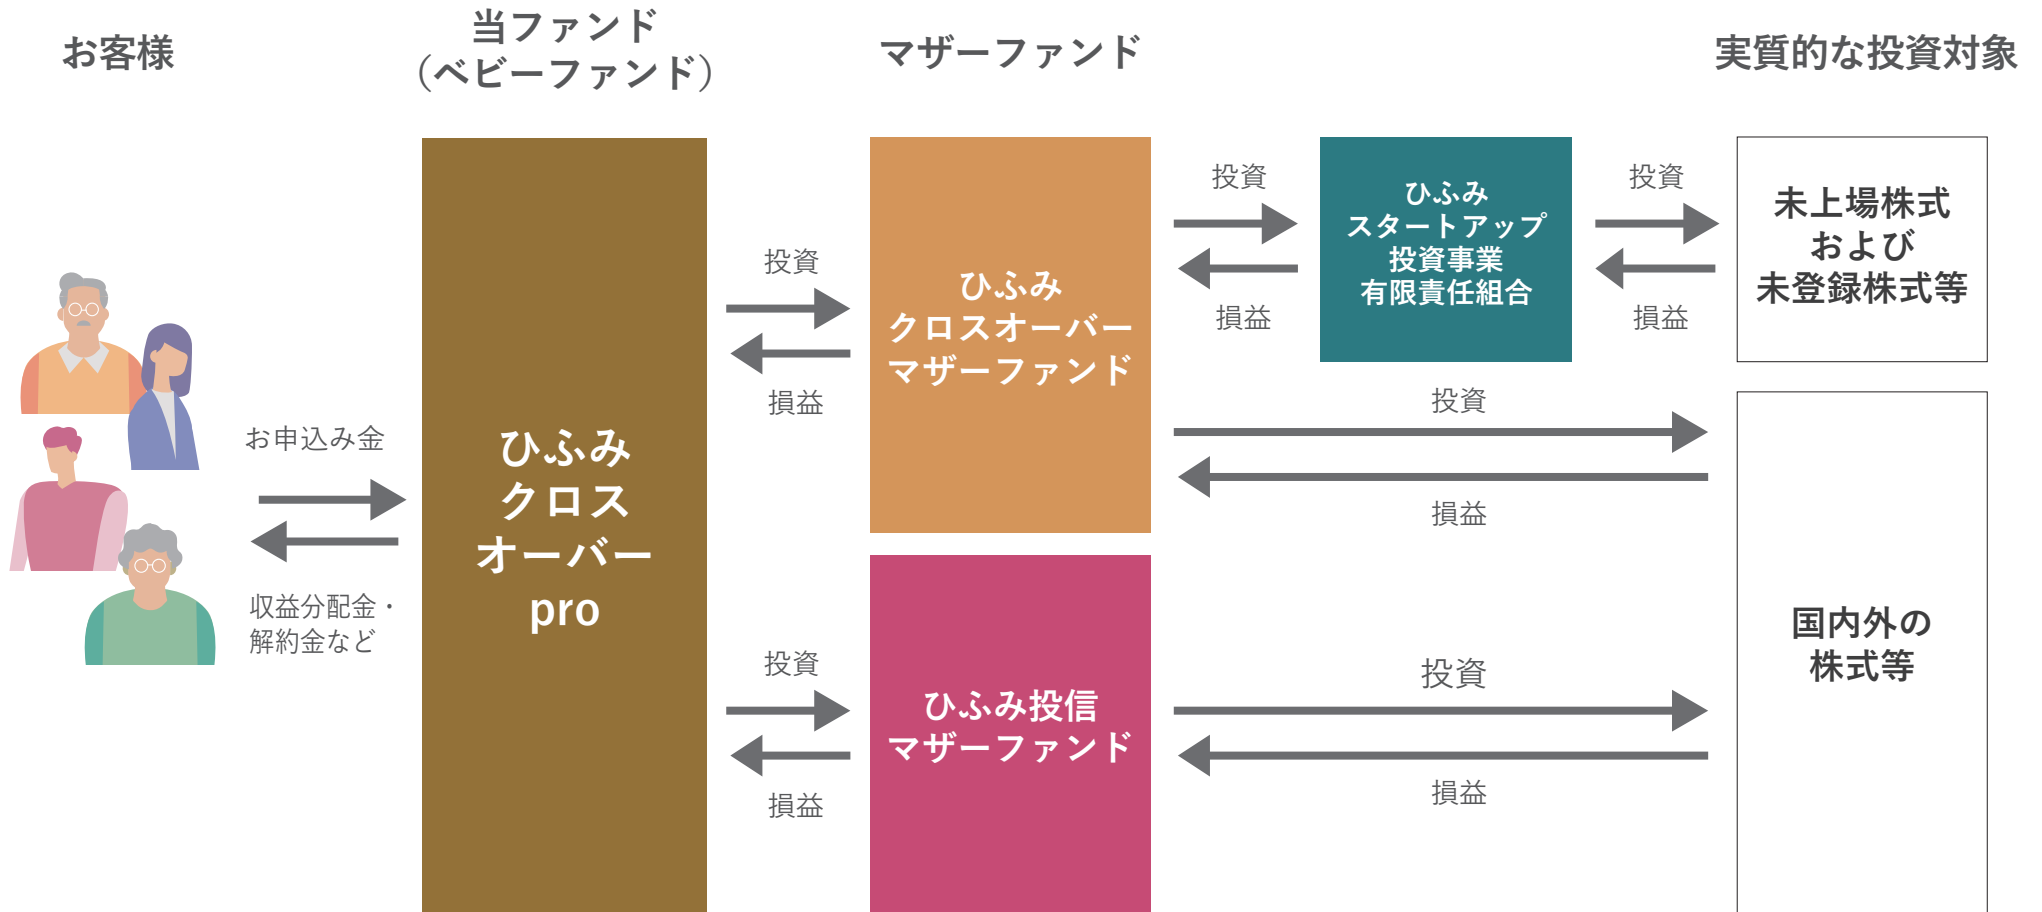 お客様
当ファンド
（ベビーファンド）
マザーファンド
実質的な投資対象
お申込み金
収益分配金・
解約金など
ひふみ
クロス
オーバー
pro
投資
損益
投資
損益
ひふみ
クロスオーバー
マザーファンド
ひふみ投信
マザーファンド
投資
損益
ひふみ
スタートアップ
投資事業
有限責任組合
投資
損益
投資
損益
投資
損益
未上場株式
および
未登録株式等
国内外の
株式等